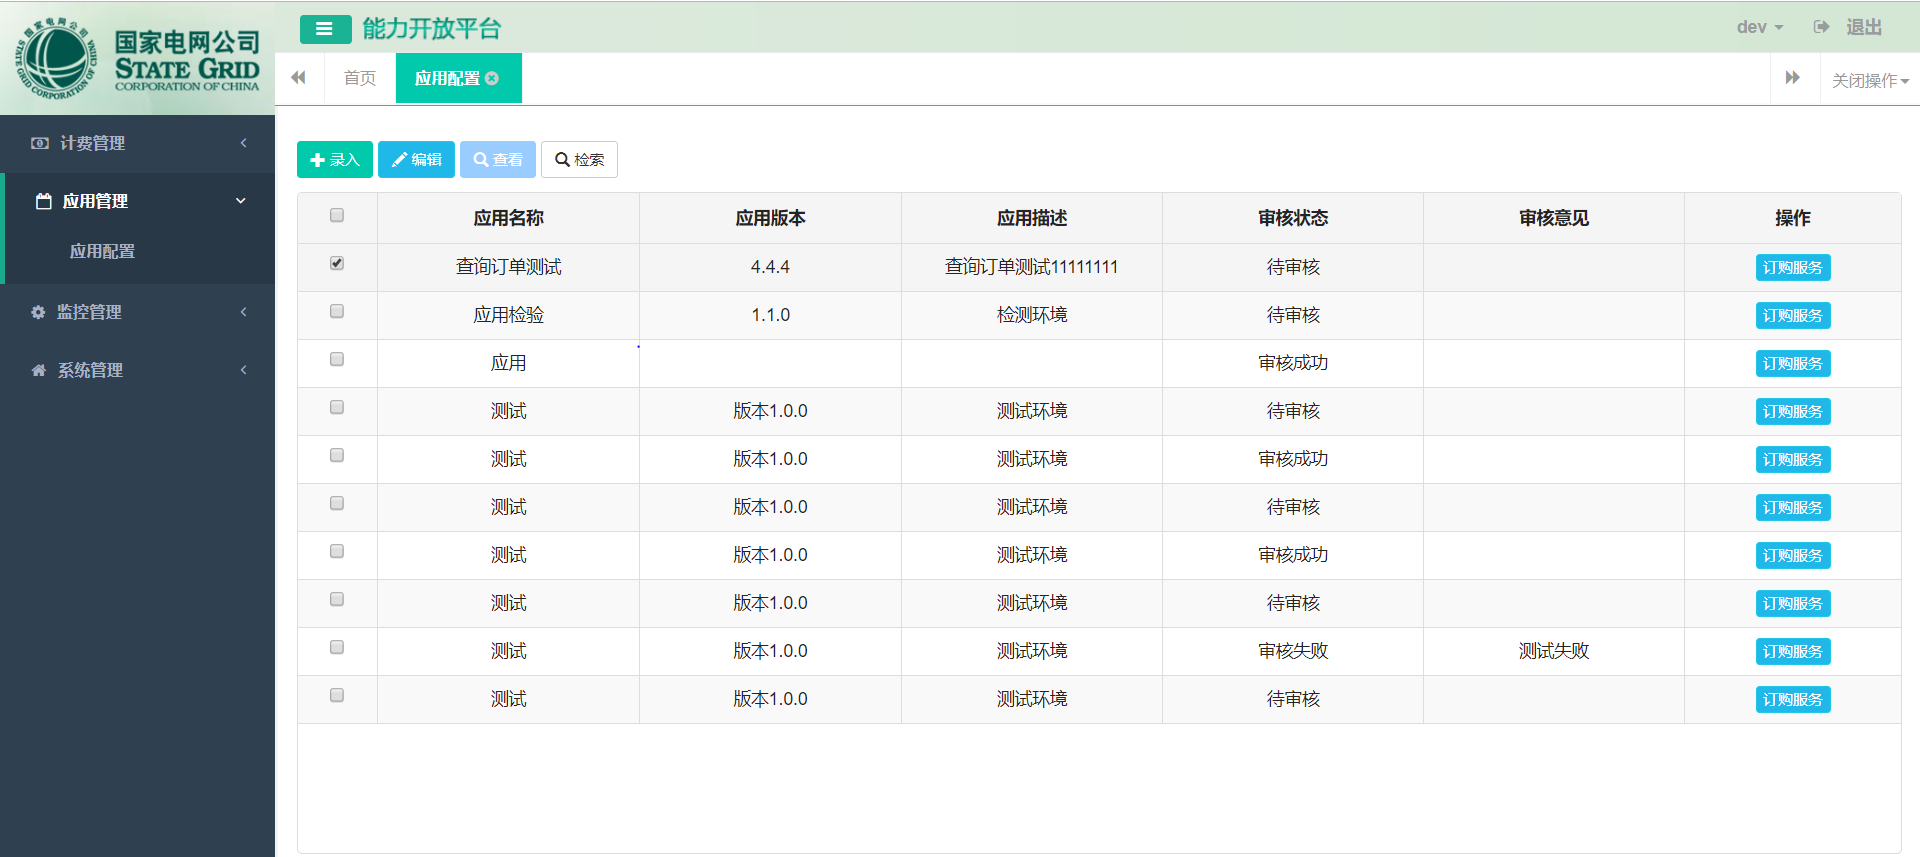 国家电网公司
STATE GRID
CORPORATION OF CHINA
国家电网公司
STATE GRID CORPORATION OF CHINA
能力开放平台
dev
退出
首页
应用配置
关闭操作
计费管理
应用管理
应用配置
监控管理
系统管理
录入 编辑 查看 检索
应用名称 应用版本 应用描述 审核状态 审核意见 操作
查询订单测试 4.4.4 查询订单测试11111111 待审核 订购服务
应用检验 1.1.0 检测环境 待审核 订购服务
应用 审核成功 订购服务
测试 版本1.0.0 测试环境 待审核 订购服务
测试 版本1.0.0 测试环境 审核成功 订购服务
测试 版本1.0.0 测试环境 待审核 订购服务
测试 版本1.0.0 测试环境 审核成功 订购服务
测试 版本1.0.0 测试环境 待审核 订购服务
测试 版本1.0.0 测试环境 审核失败 测试失败 订购服务
测试 版本1.0.0 测试环境 待审核 订购服务